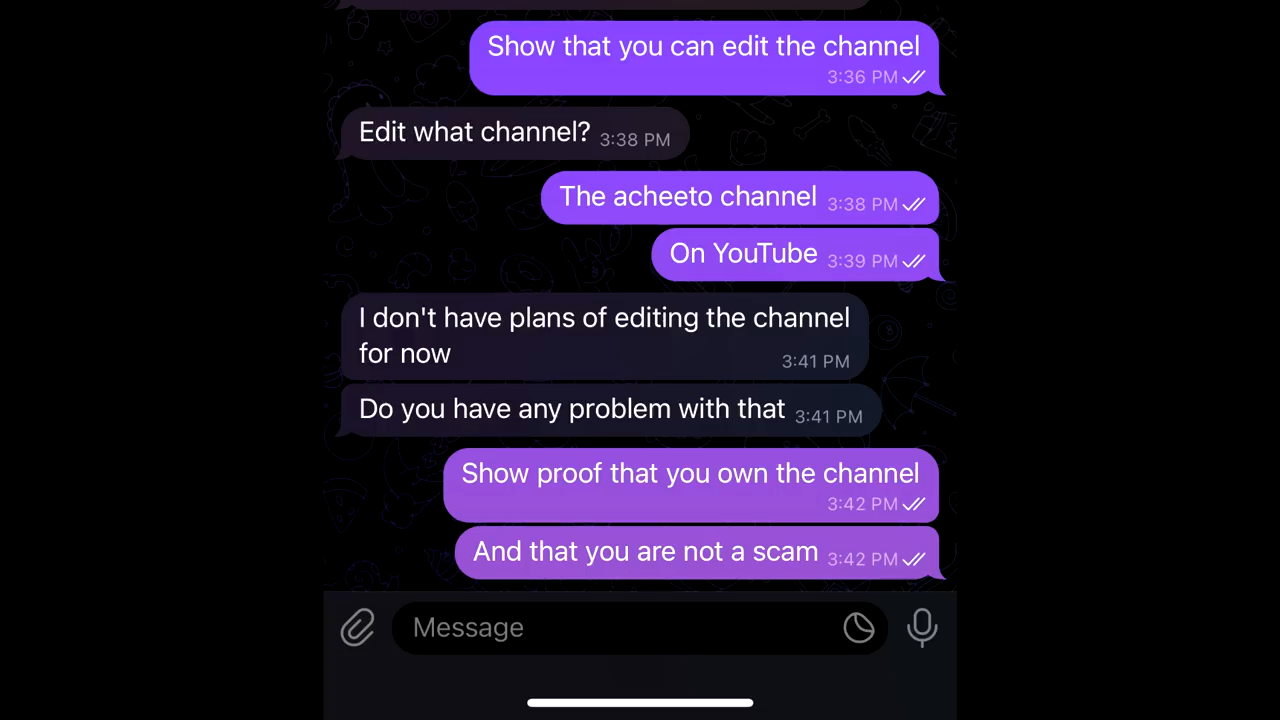 Show that you can edit the channel
3:36 PM
Edit what channel? 3:38 PM
The acheeto channel 3:38 PM
On YouTube 3:39 PM
I don't have plans of editing the channel
for now 3:41 PM
Do you have any problem with that 3:41 PM
Show proof that you own the channel
3:42 PM
And that you are not a scam 3:42 PM
Message